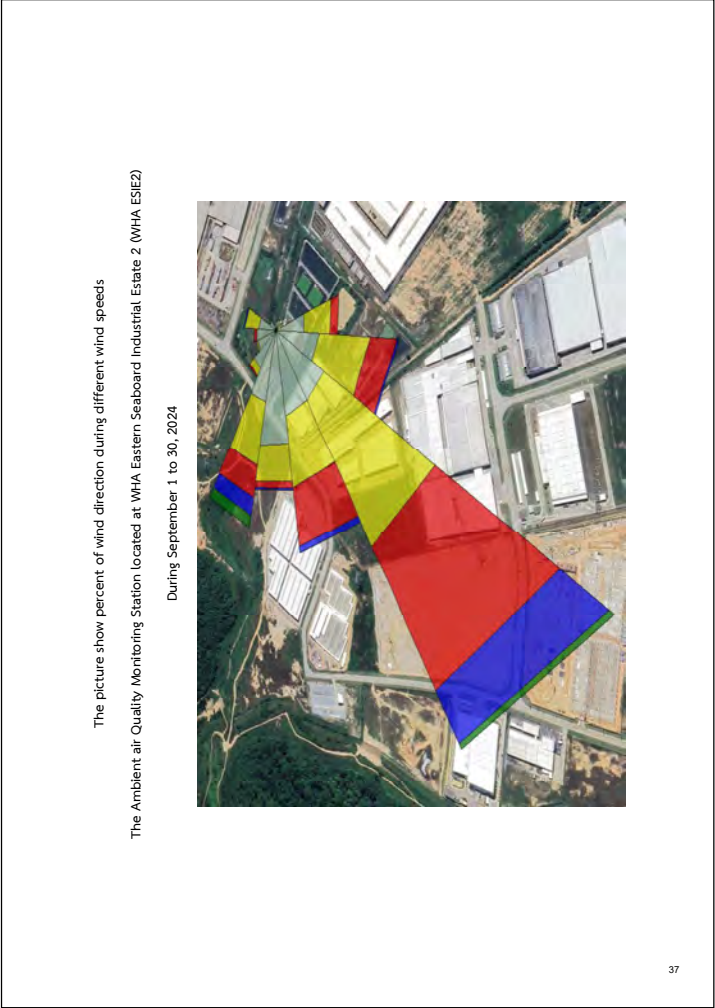 The picture show percent of wind direction during different wind speeds
The Ambient air Quality Monitoring Station located at WHA Eastern Seaboard Industrial Estate 2 (WHA ESIE2)
During September 1 to 30, 2024
37